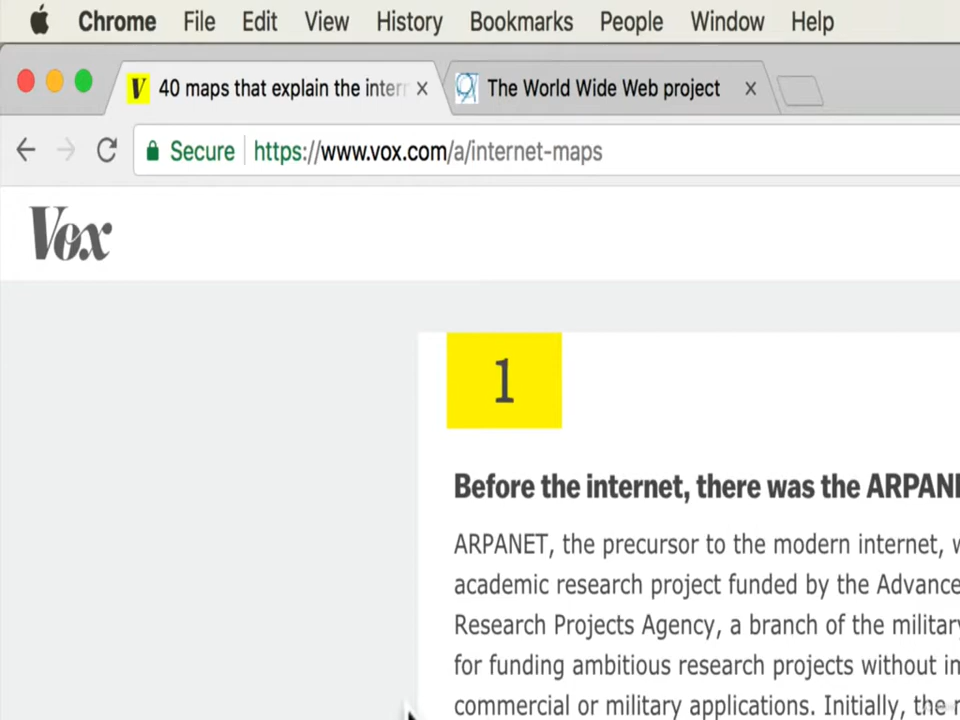 Chrome File Edit View History Bookmarks People Window Help
V 40 maps that explain the inter The World Wide Web project
Secure https://www.vox.com/a/internet-maps
Vox
1
Before the internet, there was the ARPAN
ARPANET, the precursor to the modern internet, w
academic research project funded by the Advance
Research Projects Agency, a branch of the military
for funding ambitious research projects without im
commercial or military applications. Initially, the